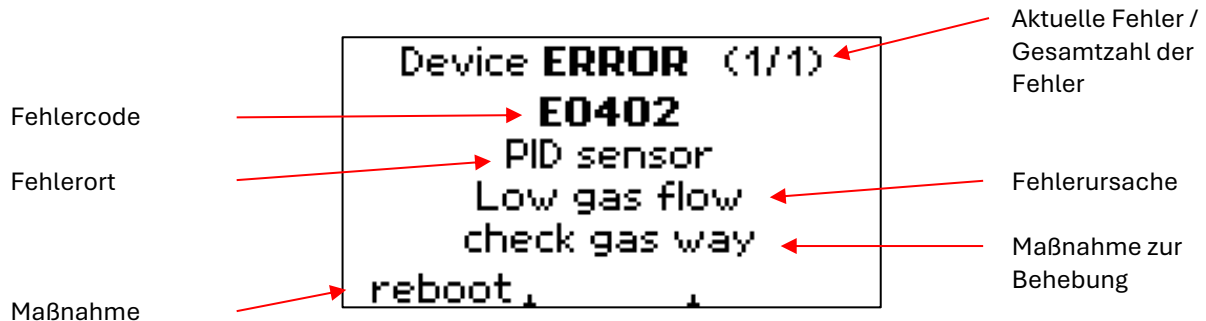 Aktuelle Fehler /
Gesamtzahl der
Fehler
Device ERROR (1/1)
Fehlercode
E0402
PID sensor
Fehlerort
Low gas flow
Fehlerursache
check gas way
Maßnahme zur
Behebung
reboot
Maßnahme